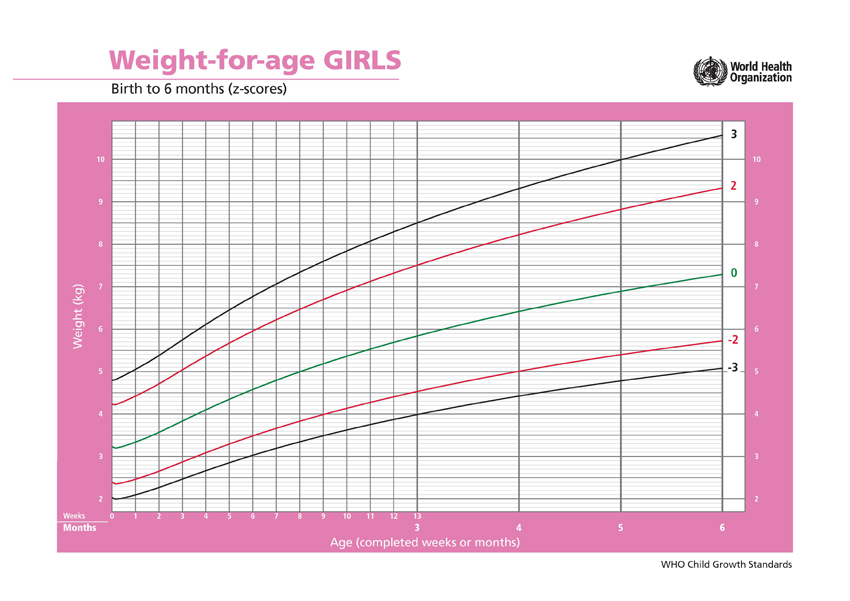 Weight-for-age GIRLS
Birth to 6 months (z-scores)
World Health
Organization
3
2
0
-2
-3
10 10
9 9
8 8
7 7
6 6
5 5
4 4
3 3
2 2
Weight (kg)
Weeks 0 1 2 3 4 5 6 7 8 9 10 11 12 13
Months 3 4 5 6
Age (completed weeks or months)
WHO Child Growth Standards